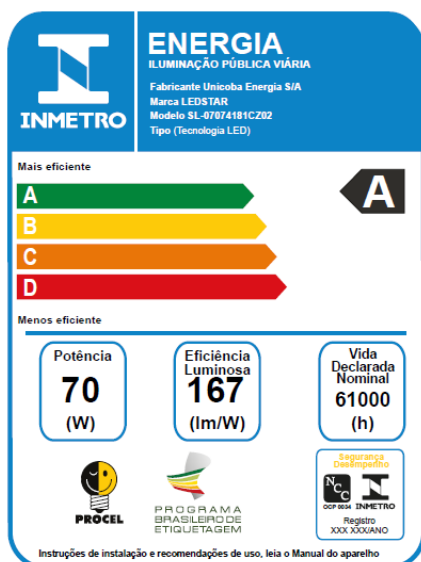 INMETRO
ENERGIA
ILUMINAÇÃO PÚBLICA VIÁRIA
Fabricante Unicoba Energia S/A
Marca LEDSTAR
Modelo SL-07074181CZ02
Tipo (Tecnologia LED)
Mais eficiente
A
A
B
C
D
Menos eficiente
Potência
70
(W)
Eficiência
Luminosa
167
(lm/W)
Vida
Declarada
Nominal
61000
(h)
PROCEL
PROGRAMA
BRASILEIRO DE
ETIQUETAGEM
Segurança
Desempenho
NCC
OCP 0034
INMETRO
Registro
XXX XXX/ANO
Instruções de instalação e recomendações de uso, leia o Manual do aparelho